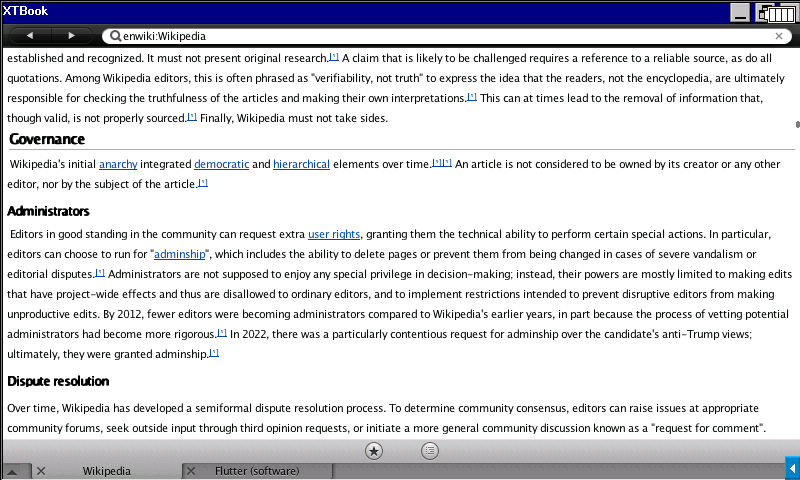 XTBook
enwiki:Wikipedia
established and recognized. It must not present original research.[*] A claim that is likely to be challenged requires a reference to a reliable source, as do all
quotations. Among Wikipedia editors, this is often phrased as "verifiability, not truth" to express the idea that the readers, not the encyclopedia, are ultimately
responsible for checking the truthfulness of the articles and making their own interpretations.[*] This can at times lead to the removal of information that,
though valid, is not properly sourced.[*] Finally, Wikipedia must not take sides.
Governance
Wikipedia's initial anarchy integrated democratic and hierarchical elements over time.[*][*] An article is not considered to be owned by its creator or any other
editor, nor by the subject of the article.[*]
Administrators
Editors in good standing in the community can request extra user rights, granting them the technical ability to perform certain special actions. In particular,
editors can choose to run for "adminship", which includes the ability to delete pages or prevent them from being changed in cases of severe vandalism or
editorial disputes.[*] Administrators are not supposed to enjoy any special privilege in decision-making; instead, their powers are mostly limited to making edits
that have project-wide effects and thus are disallowed to ordinary editors, and to implement restrictions intended to prevent disruptive editors from making
unproductive edits. By 2012, fewer editors were becoming administrators compared to Wikipedia's earlier years, in part because the process of vetting potential
administrators had become more rigorous.[*] In 2022, there was a particularly contentious request for adminship over the candidate's anti-Trump views;
ultimately, they were granted adminship.[*]
Dispute resolution
Over time, Wikipedia has developed a semiformal dispute resolution process. To determine community consensus, editors can raise issues at appropriate
community forums, seek outside input through third opinion requests, or initiate a more general community discussion known as a "request for comment".
Wikipedia
Flutter (software)